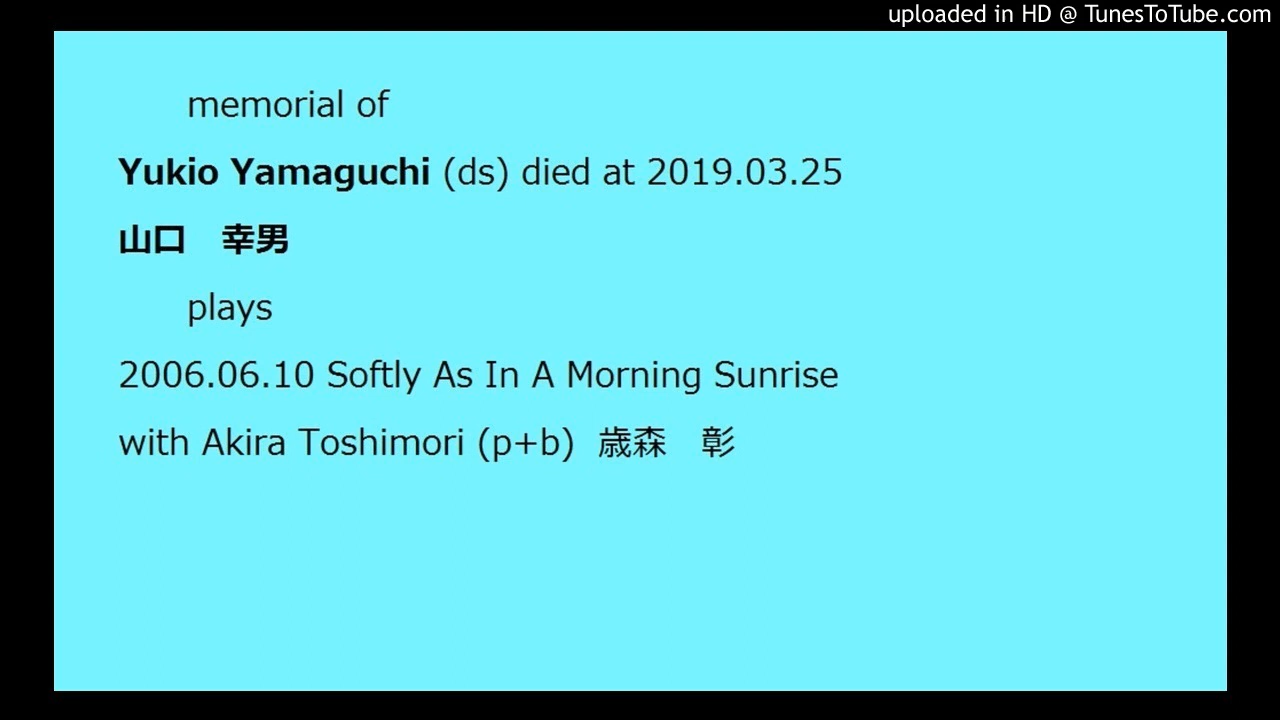 uploaded in HD @ TunesToTube.com
memorial of
Yukio Yamaguchi (ds) died at 2019.03.25
山口　幸男
plays
2006.06.10 Softly As In A Morning Sunrise
with Akira Toshimori (p+b) 歳森　彰